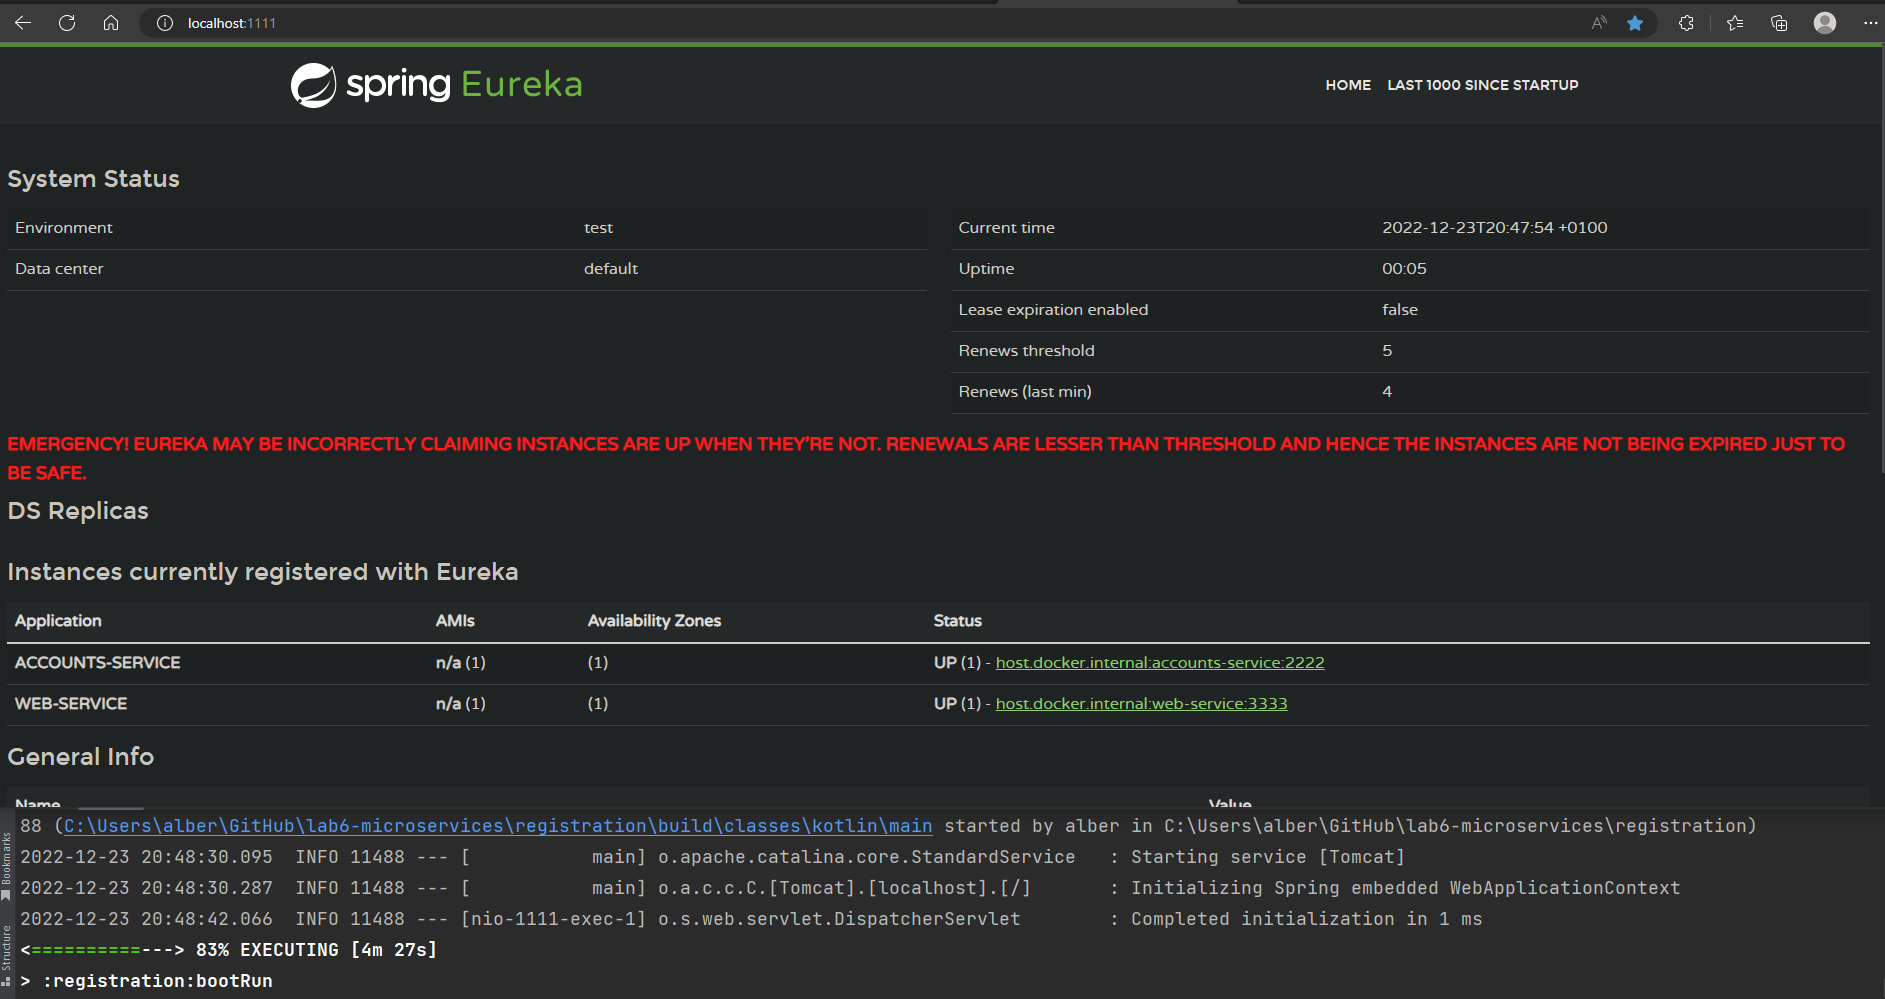 localhost:1111
spring Eureka
HOME LAST 1000 SINCE STARTUP
System Status
Environment test
Data center default
Current time 2022-12-23T20:47:54 +0100
Uptime 00:05
Lease expiration enabled false
Renews threshold 5
Renews (last min) 4
EMERGENCY! EUREKA MAY BE INCORRECTLY CLAIMING INSTANCES ARE UP WHEN THEY'RE NOT. RENEWALS ARE LESSER THAN THRESHOLD AND HENCE THE INSTANCES ARE NOT BEING EXPIRED JUST TO
BE SAFE.
DS Replicas
Instances currently registered with Eureka
Application AMIs Availability Zones Status
ACCOUNTS-SERVICE n/a (1) (1) UP (1) - host.docker.internal:accounts-service:2222
WEB-SERVICE n/a (1) (1) UP (1) - host.docker.internal:web-service:3333
General Info
Name Value
88 (C:\Users\alber\GitHub\lab6-microservices\registration\build\classes\kotlin\main started by alber in C:\Users\alber\GitHub\lab6-microservices\registration)
2022-12-23 20:48:30.095  INFO 11488 --- [           main] o.apache.catalina.core.StandardService   : Starting service [Tomcat]
2022-12-23 20:48:30.287  INFO 11488 --- [           main] o.a.c.c.C.[Tomcat].[localhost].[/]       : Initializing Spring embedded WebApplicationContext
2022-12-23 20:48:42.066  INFO 11488 --- [nio-1111-exec-1] o.s.web.servlet.DispatcherServlet        : Completed initialization in 1 ms
<==========---> 83% EXECUTING [4m 27s]
> :registration:bootRun
Bookmarks
Structure